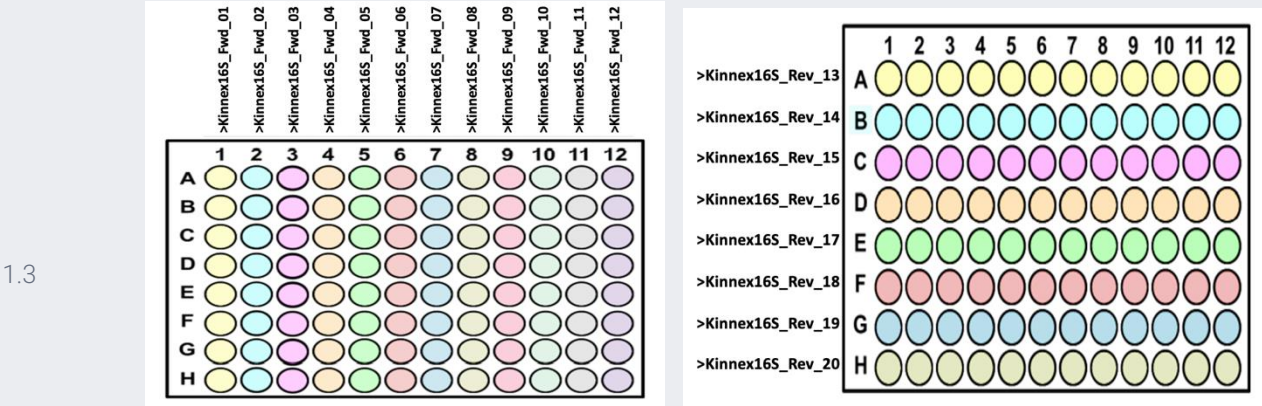 1.3
>Kinnex16S_Fwd_01
>Kinnex16S_Fwd_02
>Kinnex16S_Fwd_03
>Kinnex16S_Fwd_04
>Kinnex16S_Fwd_05
>Kinnex16S_Fwd_06
>Kinnex16S_Fwd_07
>Kinnex16S_Fwd_08
>Kinnex16S_Fwd_09
>Kinnex16S_Fwd_10
>Kinnex16S_Fwd_11
>Kinnex16S_Fwd_12
1 2 3 4 5 6 7 8 9 10 11 12
A
B
C
D
E
F
G
H
1 2 3 4 5 6 7 8 9 10 11 12
>Kinnex16S_Rev_13 A
>Kinnex16S_Rev_14 B
>Kinnex16S_Rev_15 C
>Kinnex16S_Rev_16 D
>Kinnex16S_Rev_17 E
>Kinnex16S_Rev_18 F
>Kinnex16S_Rev_19 G
>Kinnex16S_Rev_20 H